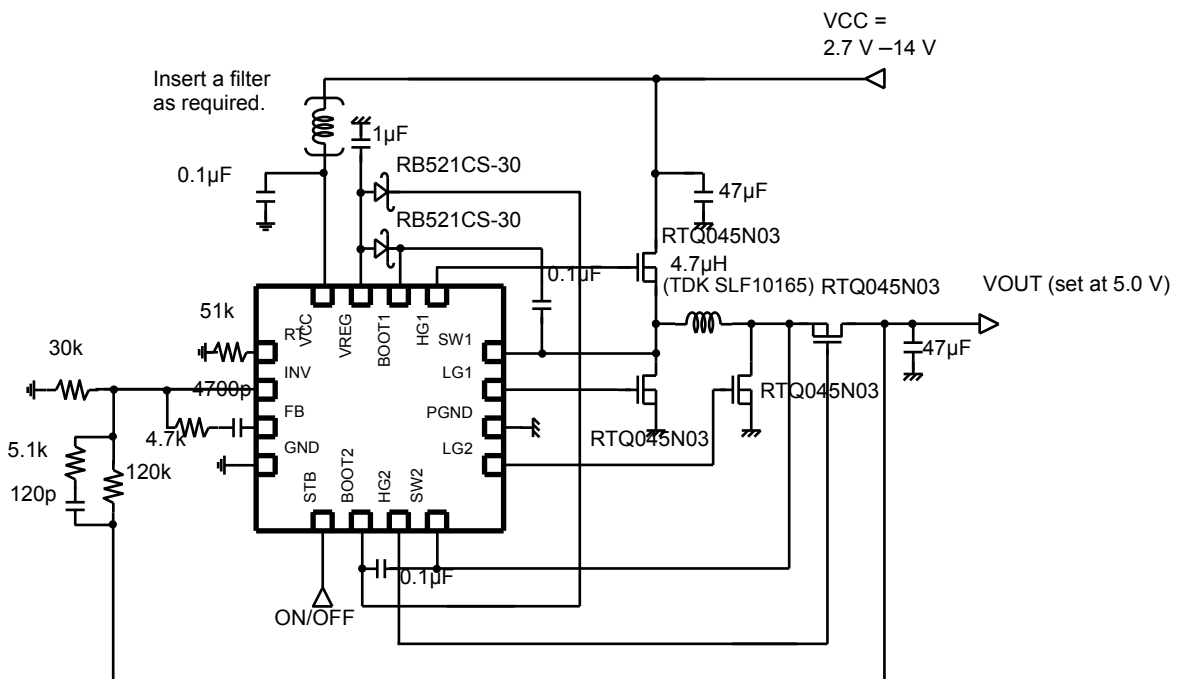 VCC =
2.7 V –14 V
Insert a filter
as required.
1µF
RB521CS-30
0.1µF
47µF
RB521CS-30
RTQ045N03
4.7µH
0.1µF
(TDK SLF10165)
RTQ045N03
VOUT (set at 5.0 V)
51k
RT
VCC
VREG
BOOT1
HG1
SW1
30k
47µF
INV
LG1
4700p
RTQ045N03
FB
PGND
4.7k
RTQ045N03
5.1k
GND
LG2
120k
120p
STB
BOOT2
HG2
SW2
0.1µF
ON/OFF